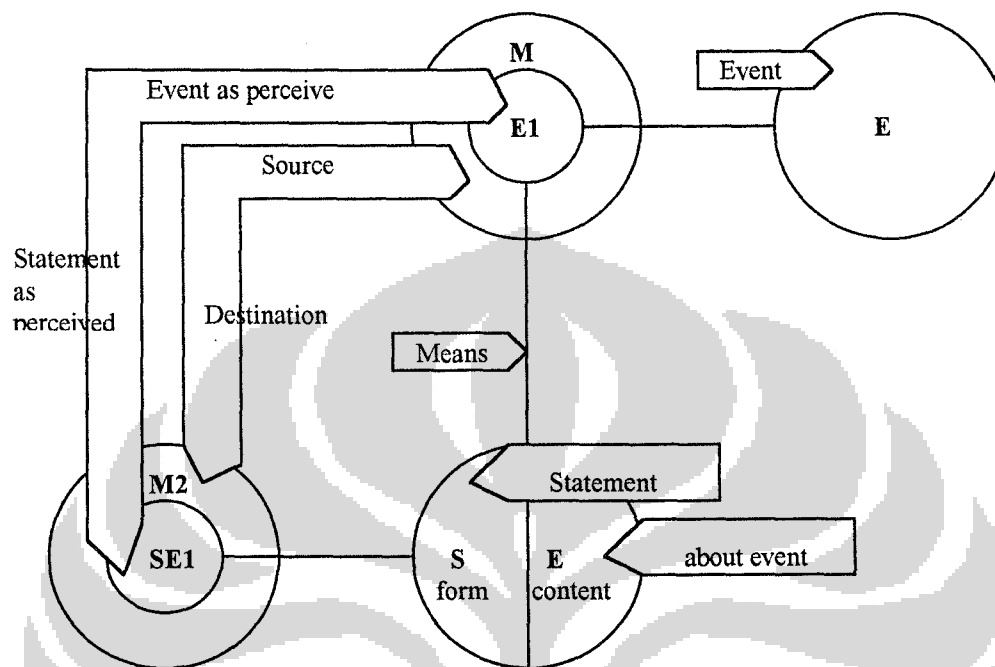 M
Event
Event as perceive
E1
E
Source
Statement
as
perceived
Destination
Means
M2
Statement
SE1
S
E
about event
form
content